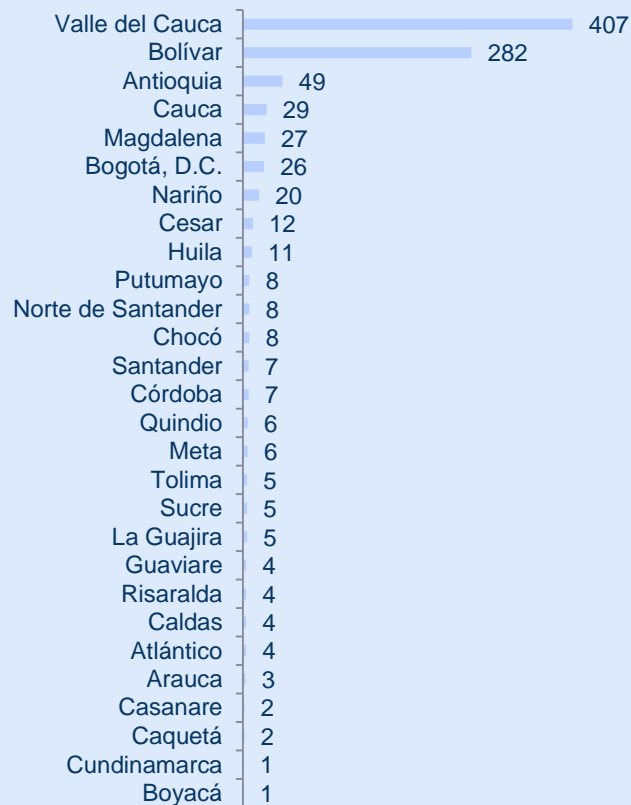 Valle del Cauca 407
Bolívar 282
Antioquia 49
Cauca 29
Magdalena 27
Bogotá, D.C. 26
Nariño 20
Cesar 12
Huila 11
Putumayo 8
Norte de Santander 8
Chocó 8
Santander 7
Córdoba 7
Quindio 6
Meta 6
Tolima 5
Sucre 5
La Guajira 5
Guaviare 4
Risaralda 4
Caldas 4
Atlántico 4
Arauca 3
Casanare 2
Caquetá 2
Cundinamarca 1
Boyacá 1